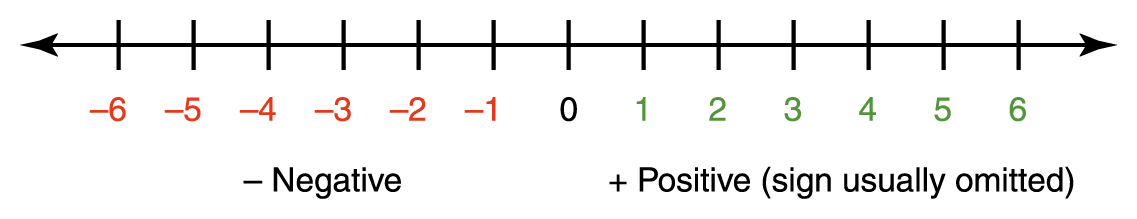 –6 –5 –4 –3 –2 –1 0 1 2 3 4 5 6
– Negative + Positive (sign usually omitted)